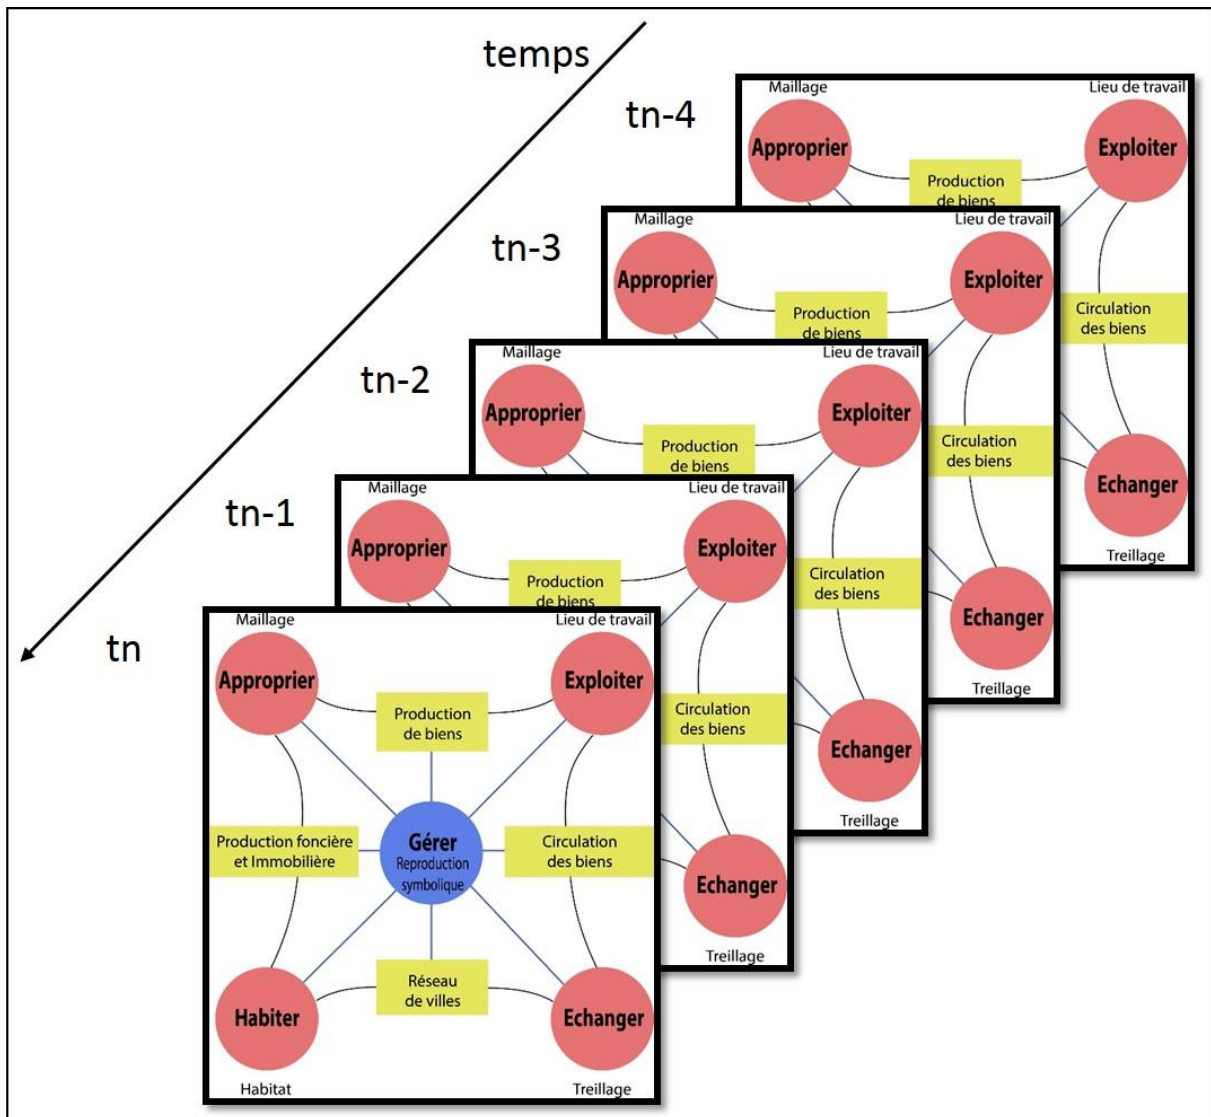 temps
tn-4
Maillage
Lieu de travail
Approprier
Exploiter
Production
de biens
Circulation
des biens
Echanger
Treillage
tn-3
Maillage
Lieu de travail
Approprier
Exploiter
Production
de biens
Circulation
des biens
Echanger
Treillage
tn-2
Maillage
Lieu de travail
Approprier
Exploiter
Production
de biens
Circulation
des biens
Echanger
Treillage
tn-1
Maillage
Lieu de travail
Approprier
Exploiter
Production
de biens
Circulation
des biens
Echanger
Treillage
tn
Maillage
Lieu de travail
Approprier
Exploiter
Production
de biens
Production foncière
et Immobilière
Gérer
Reproduction
symbolique
Circulation
des biens
Réseau
de villes
Habiter
Echanger
Habitat
Treillage